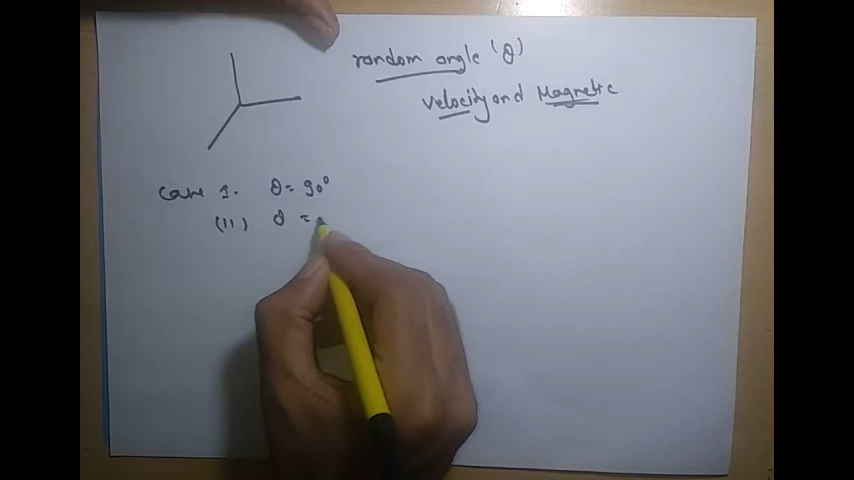 random angle (θ)
velocity and Magnetic
Case 1. θ = 90°
(ii) θ =